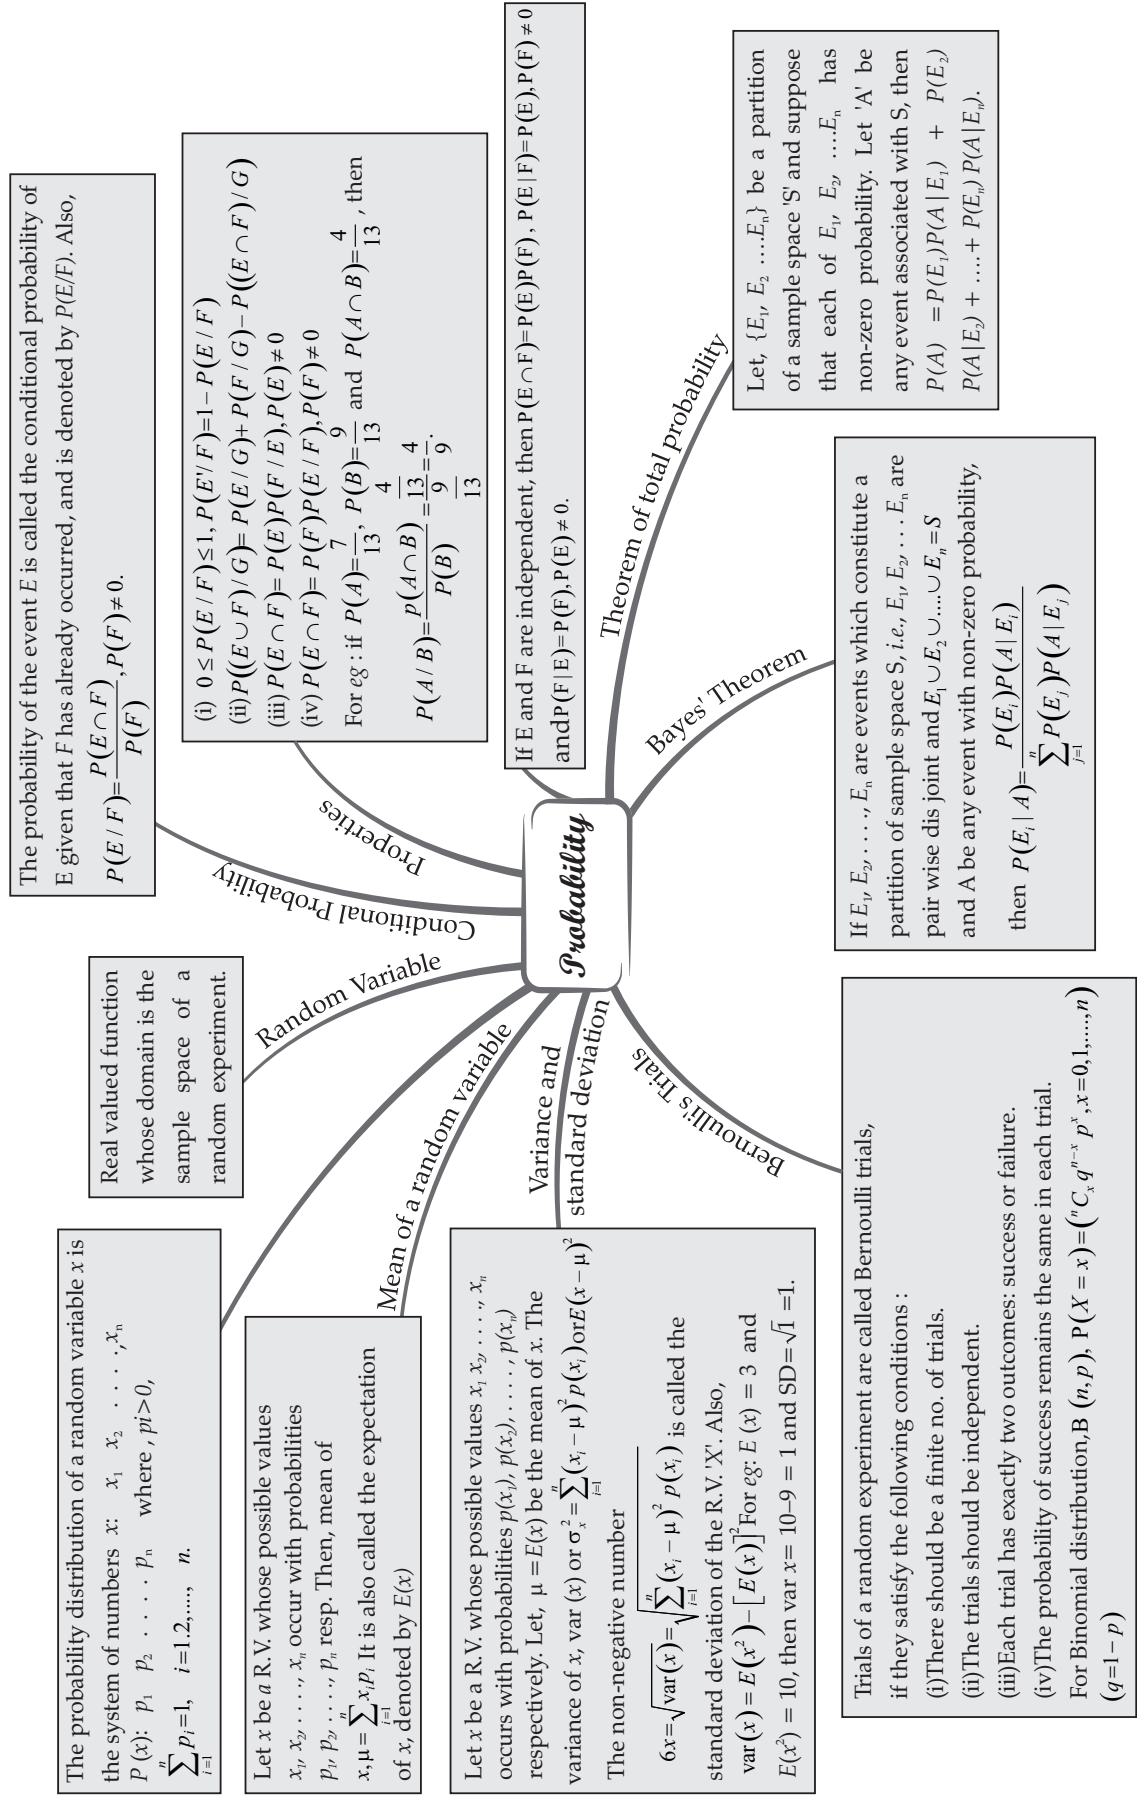 Probability
The probability distribution of a random variable x is
the system of numbers x: x₁ x₂ . . . ., xₙ
P (x): p₁ p₂ . . . . pₙ where , pi>0,
∑ᵢ₌₁ⁿ pᵢ=1, i=1.2,...., n.
Mean of a random variable
Let x be a R.V. whose possible values
x₁, x₂, . . . ., xₙ occur with probabilities
p₁, p₂, . . . ., pₙ resp. Then, mean of
x,μ= ∑ᵢ₌₁ⁿ xᵢpᵢ It is also called the expectation
of x, denoted by E(x)
Variance and
standard deviation
Let x be a R.V. whose possible values x₁ x₂, . . . ., xₙ
occurs with probabilities p(x₁), p(x₂), . . . ., p(xₙ)
respectively. Let, μ = E(x) be the mean of x. The
variance of x, var (x) or σₓ² = ∑ᵢ₌₁ⁿ (xᵢ − μ)² p(xᵢ) or E(x − μ)²
The non-negative number
6x=√var(x) = √∑ᵢ₌₁ⁿ (xᵢ − μ)² p(xᵢ) is called the
standard deviation of the R.V. 'X'. Also,
var(x) = E(x²) − [E(x)]² For eg: E (x) = 3 and
E(x²) = 10, then var x= 10–9 = 1 and SD=√1 =1.
Bernoulli's Trials
Trials of a random experiment are called Bernoulli trials,
if they satisfy the following conditions :
(i)There should be a finite no. of trials.
(ii)The trials should be independent.
(iii)Each trial has exactly two outcomes: success or failure.
(iv)The probability of success remains the same in each trial.
For Binomial distribution,B (n, p), P(X = x) = (ⁿCₓ qⁿ⁻ˣ pˣ, x=0,1,....,n)
(q=1−p)
Random Variable
Real valued function
whose domain is the
sample space of a
random experiment.
Conditional Probability
The probability of the event E is called the conditional probability of
E given that F has already occurred, and is denoted by P(E/F). Also,
P(E / F)=P(E ∩ F)/P(F), P(F) ≠ 0.
Properties
(i) 0 ≤ P(E / F) ≤ 1, P(E'/ F)=1− P(E / F)
(ii)P((E ∪ F) / G)= P(E / G)+ P(F / G)− P((E ∩ F) / G)
(iii) P(E ∩ F)= P(E)P(F / E), P(E) ≠ 0
(iv) P(E ∩ F)= P(F)P(E / F), P(F) ≠ 0
For eg : if P(A)=7/13, P(B)=9/13 and P(A ∩ B)=4/13, then
P(A / B)=p(A ∩ B)/P(B) = (4/13)/(9/13) = 4/9.
If E and F are independent, then P(E ∩ F)=P(E)P(F), P(E | F)=P(E),P(F) ≠ 0
and P(F | E)= P(F),P(E) ≠ 0.
Theorem of total probability
Let, {E₁, E₂ ….Eₙ} be a partition
of a sample space 'S' and suppose
that each of E₁, E₂, ….Eₙ has
non-zero probability. Let 'A' be
any event associated with S, then
P(A) = P(E₁)P(A|E₁) + P(E₂)
P(A|E₂) + .... + P(Eₙ) P(A|Eₙ).
Bayes' Theorem
If E₁, E₂, . . . ., Eₙ are events which constitute a
partition of sample space S, i.e., E₁, E₂, . . . Eₙ are
pair wise dis joint and E₁∪E₂∪....∪Eₙ=S
and A be any event with non-zero probability,
then P(Eᵢ | A)= P(Eᵢ)P(A | Eᵢ)/∑ⱼ₌₁ⁿ P(Eⱼ)P(A | Eⱼ)